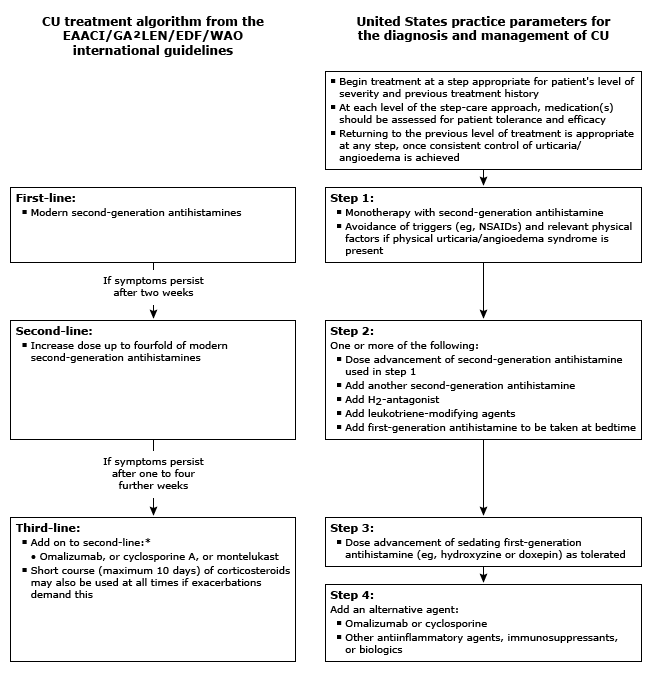 CU treatment algorithm from the
EAACI/GA²LEN/EDF/WAO
international guidelines
First-line:
▪ Modern second-generation antihistamines
If symptoms persist
after two weeks
Second-line:
▪ Increase dose up to fourfold of modern
second-generation antihistamines
If symptoms persist
after one to four
further weeks
Third-line:
▪ Add on to second-line:*
• Omalizumab, or cyclosporine A, or montelukast
▪ Short course (maximum 10 days) of corticosteroids
may also be used at all times if exacerbations
demand this
United States practice parameters for
the diagnosis and management of CU
▪ Begin treatment at a step appropriate for patient's level of
severity and previous treatment history
▪ At each level of the step-care approach, medication(s)
should be assessed for patient tolerance and efficacy
▪ Returning to the previous level of treatment is appropriate
at any step, once consistent control of urticaria/
angioedema is achieved
Step 1:
▪ Monotherapy with second-generation antihistamine
▪ Avoidance of triggers (eg, NSAIDs) and relevant physical
factors if physical urticaria/angioedema syndrome is
present
Step 2:
One or more of the following:
▪ Dose advancement of second-generation antihistamine
used in step 1
▪ Add another second-generation antihistamine
▪ Add H₂-antagonist
▪ Add leukotriene-modifying agents
▪ Add first-generation antihistamine to be taken at bedtime
Step 3:
▪ Dose advancement of sedating first-generation
antihistamine (eg, hydroxyzine or doxepin) as tolerated
Step 4:
Add an alternative agent:
▪ Omalizumab or cyclosporine
▪ Other antiinflammatory agents, immunosuppressants,
or biologics